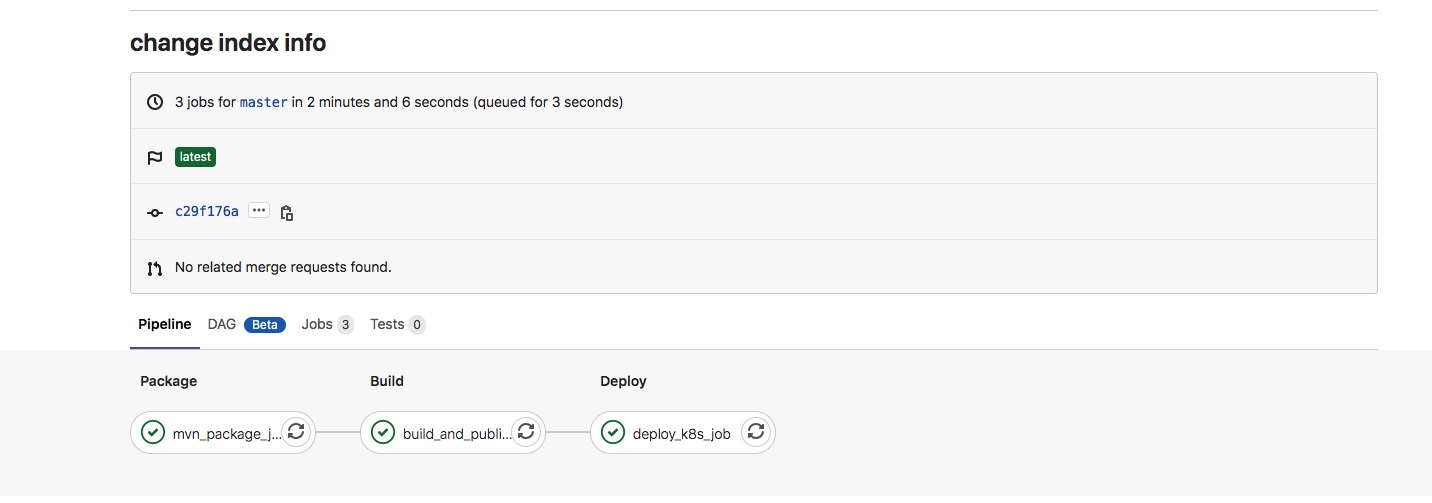 change index info
3 jobs for master in 2 minutes and 6 seconds (queued for 3 seconds)
latest
c29f176a ...
No related merge requests found.
Pipeline DAG Beta Jobs 3 Tests 0
Package Build Deploy
mvn_package_j... build_and_publi... deploy_k8s_job